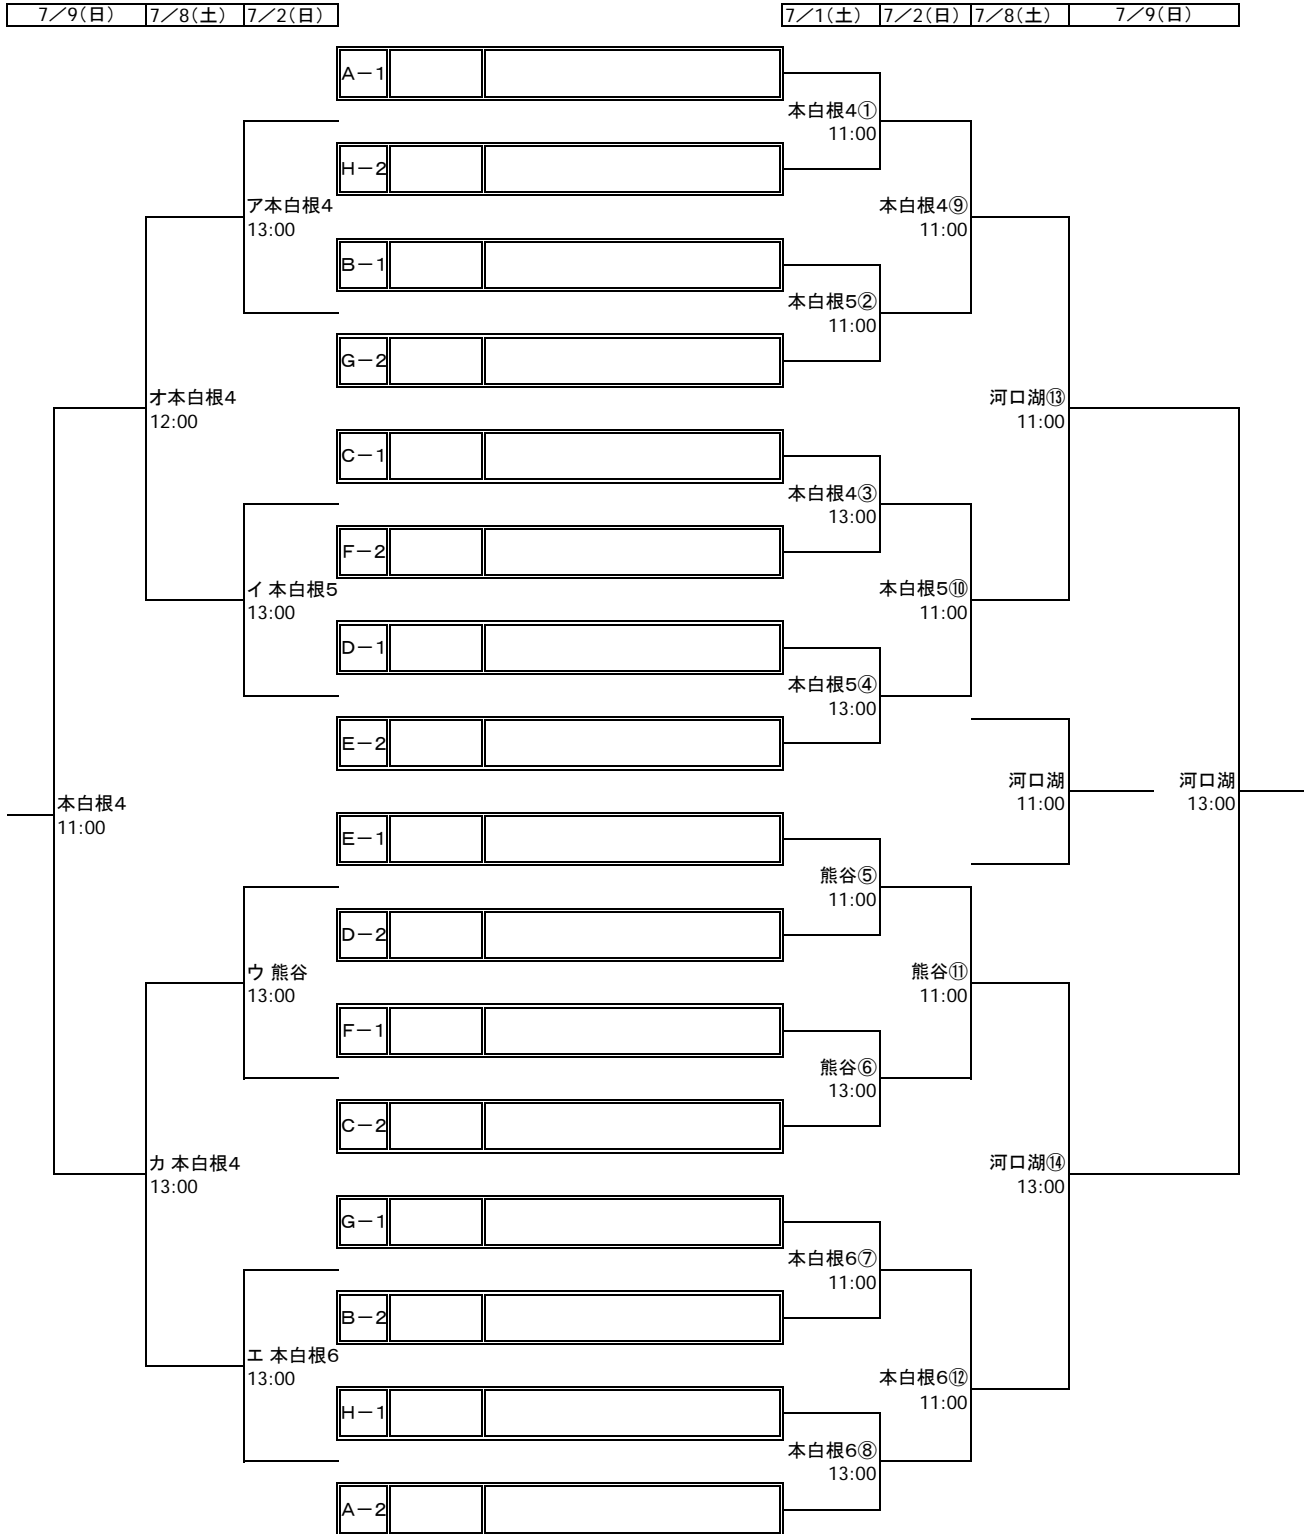 7／9（日） 7／8（土） 7／2（日） 7／1（土） 7／2（日） 7／8（土） 7／9（日）
A－1
本白根4①
11:00
H－2
ア本白根4
13:00
本白根4⑨
11:00
B－1
本白根5②
11:00
G－2
オ本白根4
12:00
河口湖⑬
11:00
C－1
本白根4③
13:00
F－2
イ 本白根5
13:00
本白根5⑩
11:00
D－1
本白根5④
13:00
E－2
本白根4
11:00
河口湖
11:00
河口湖
13:00
E－1
熊谷⑤
11:00
D－2
ウ 熊谷
13:00
熊谷⑪
11:00
F－1
熊谷⑥
13:00
C－2
カ 本白根4
13:00
河口湖⑭
13:00
G－1
本白根6⑦
11:00
B－2
エ 本白根6
13:00
本白根6⑫
11:00
H－1
本白根6⑧
13:00
A－2